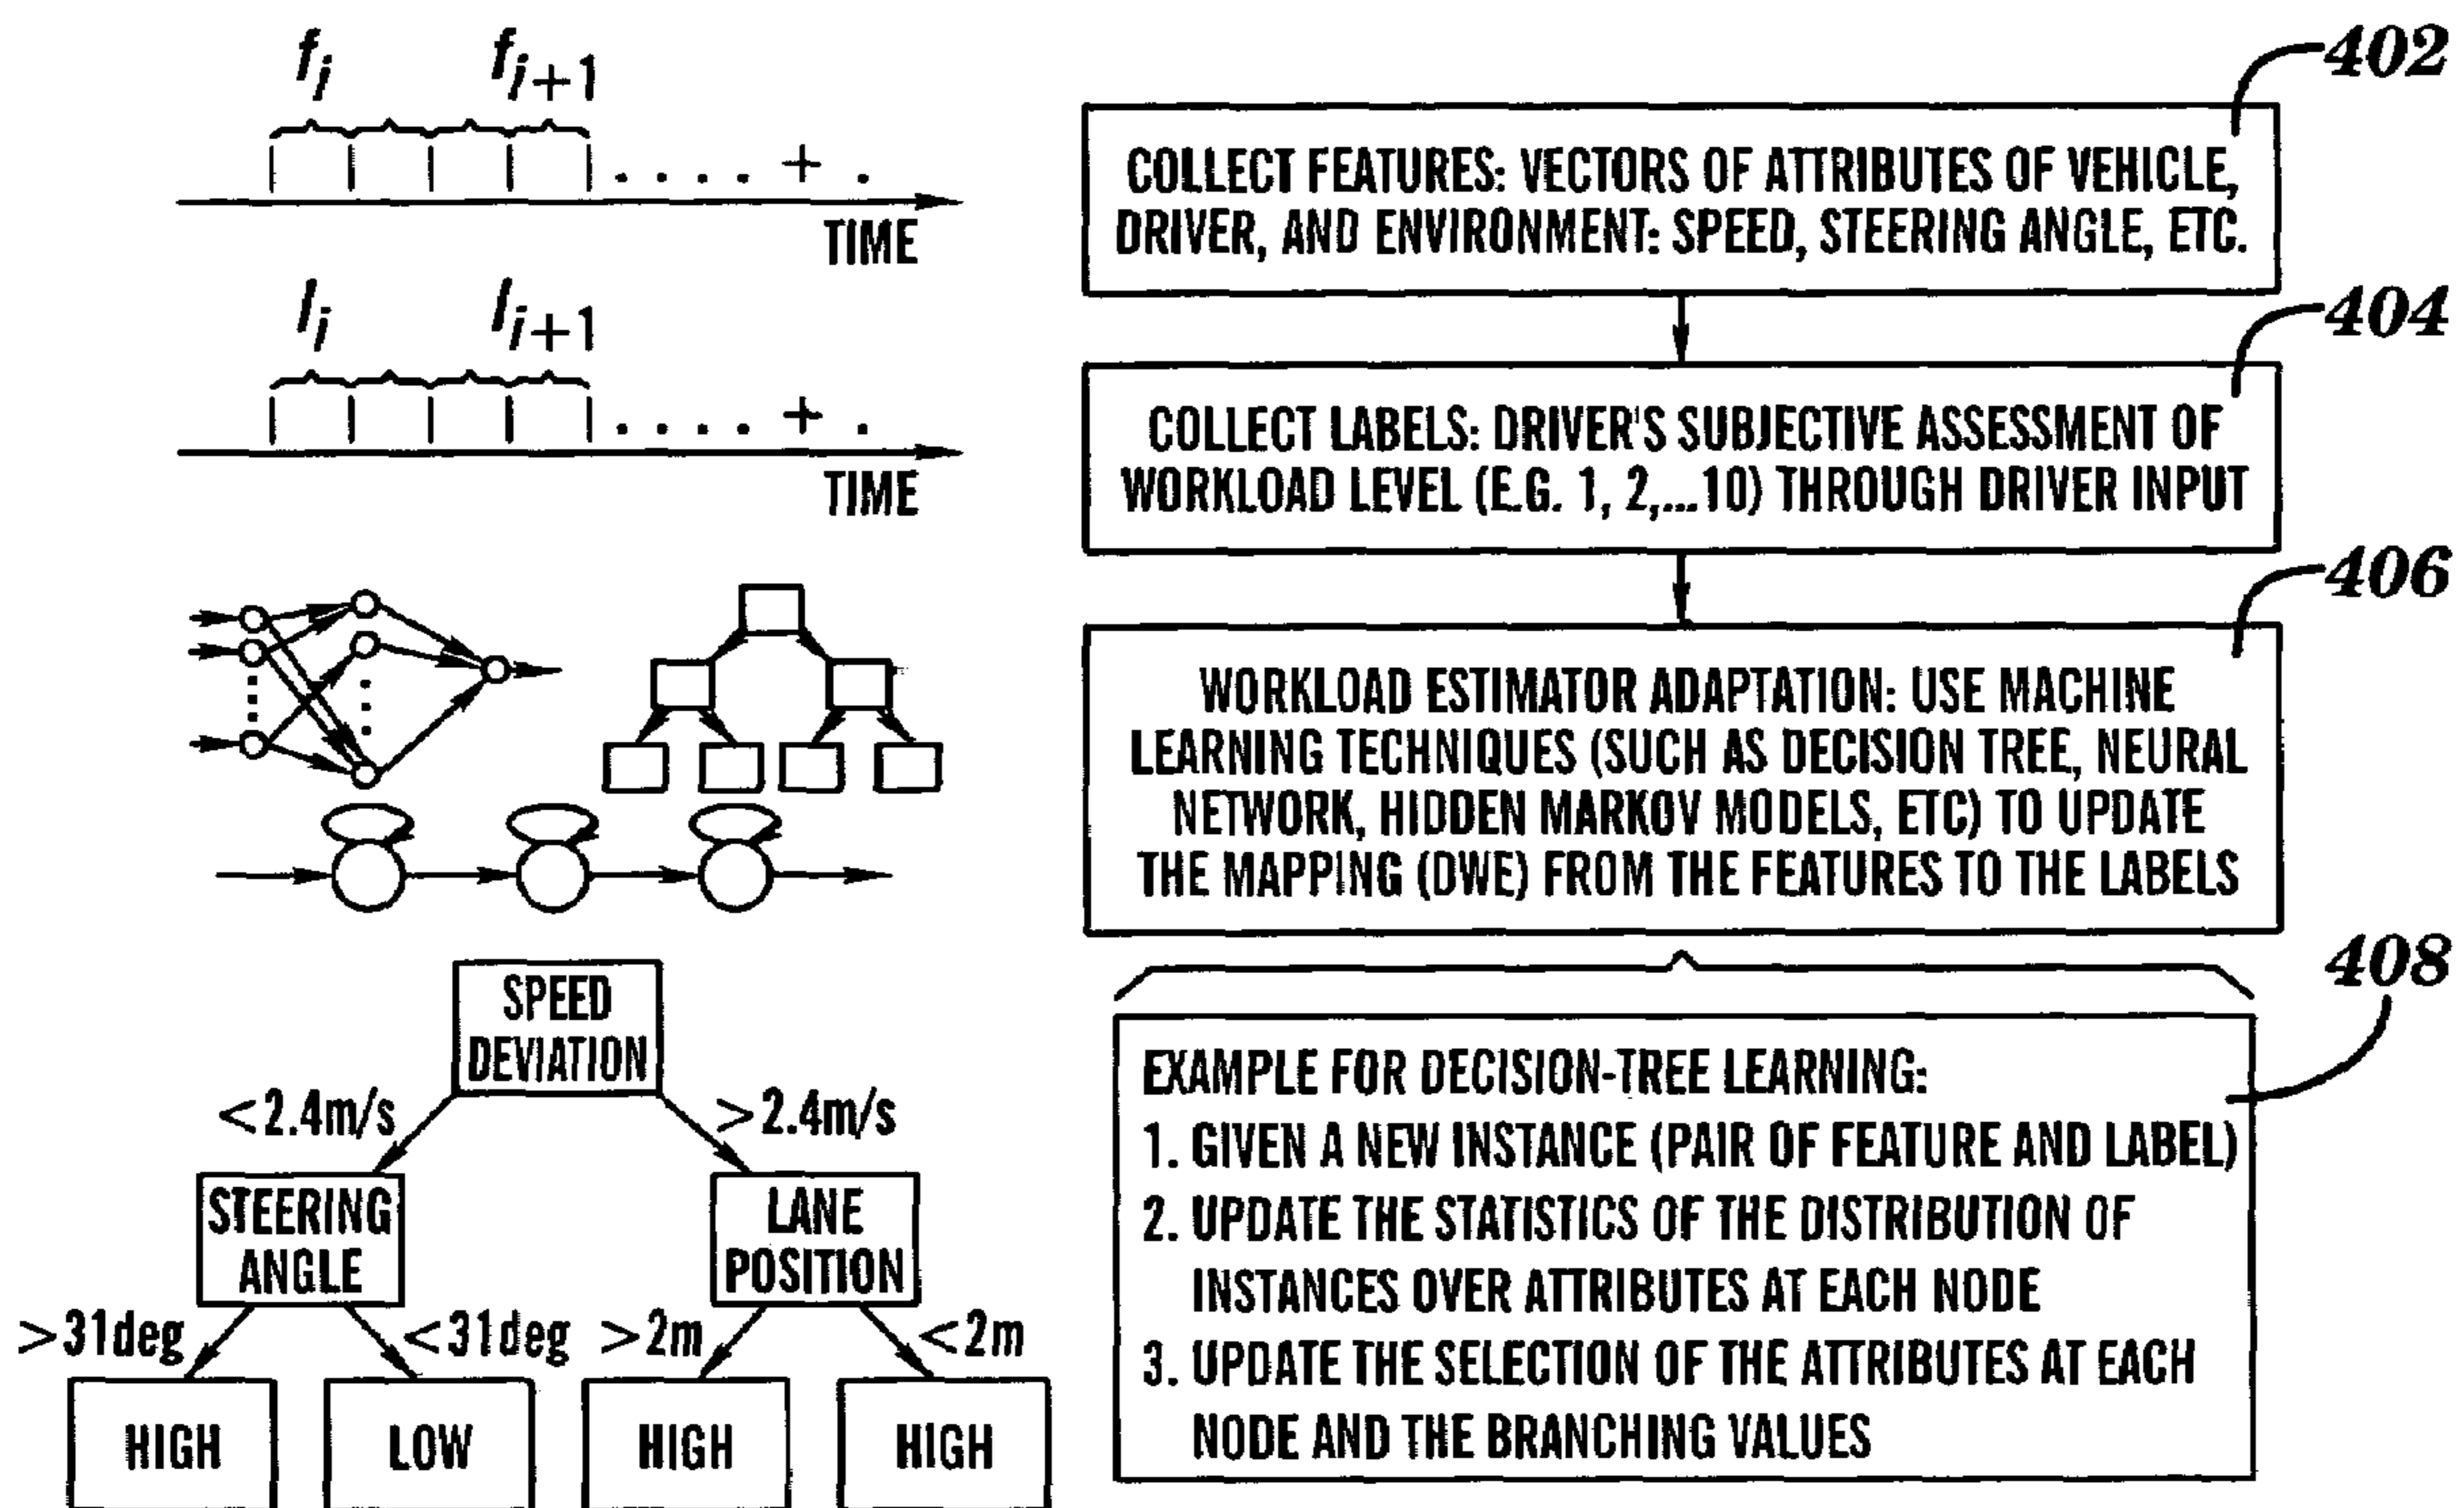 fi fi+1
.... + .
TIME
402
COLLECT FEATURES: VECTORS OF ATTRIBUTES OF VEHICLE,
DRIVER, AND ENVIRONMENT: SPEED, STEERING ANGLE, ETC.
li li+1
.... + .
TIME
404
COLLECT LABELS: DRIVER'S SUBJECTIVE ASSESSMENT OF
WORKLOAD LEVEL (E.G. 1, 2,...10) THROUGH DRIVER INPUT
406
WORKLOAD ESTIMATOR ADAPTATION: USE MACHINE
LEARNING TECHNIQUES (SUCH AS DECISION TREE, NEURAL
NETWORK, HIDDEN MARKOV MODELS, ETC) TO UPDATE
THE MAPPING (DWE) FROM THE FEATURES TO THE LABELS
SPEED
DEVIATION
<2.4m/s >2.4m/s
STEERING
ANGLE
LANE
POSITION
>31deg <31deg >2m <2m
HIGH LOW HIGH HIGH
408
EXAMPLE FOR DECISION-TREE LEARNING:
1. GIVEN A NEW INSTANCE (PAIR OF FEATURE AND LABEL)
2. UPDATE THE STATISTICS OF THE DISTRIBUTION OF
INSTANCES OVER ATTRIBUTES AT EACH NODE
3. UPDATE THE SELECTION OF THE ATTRIBUTES AT EACH
NODE AND THE BRANCHING VALUES